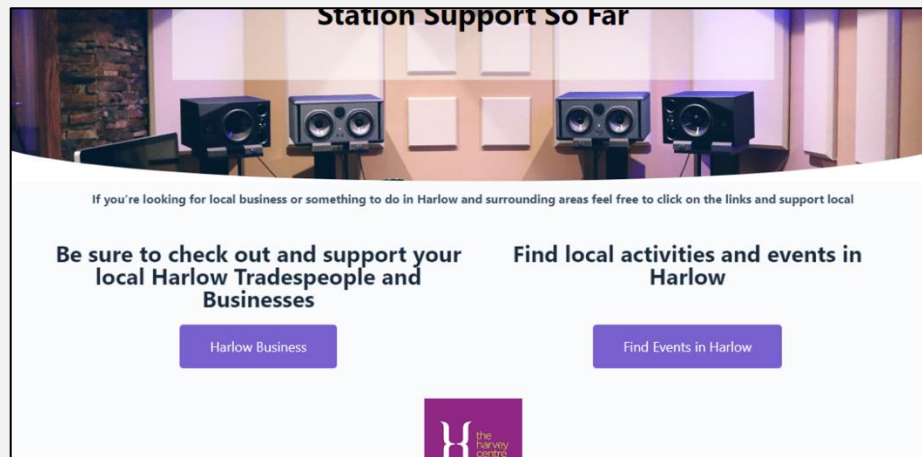 Station Support So Far
If you're looking for local business or something to do in Harlow and surrounding areas feel free to click on the links and support local
Be sure to check out and support your
local Harlow Tradespeople and
Businesses
Harlow Business
Find local activities and events in
Harlow
Find Events in Harlow
the
harvey
centre